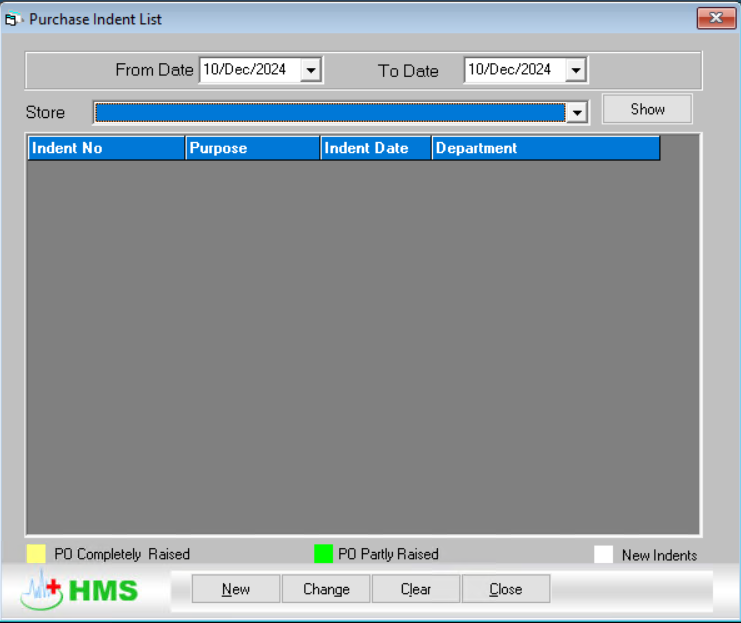 Purchase Indent List
From Date 10/Dec/2024 To Date 10/Dec/2024
Store Show
Indent No Purpose Indent Date Department
PO Completely Raised PO Partly Raised New Indents
HMS New Change Clear Close